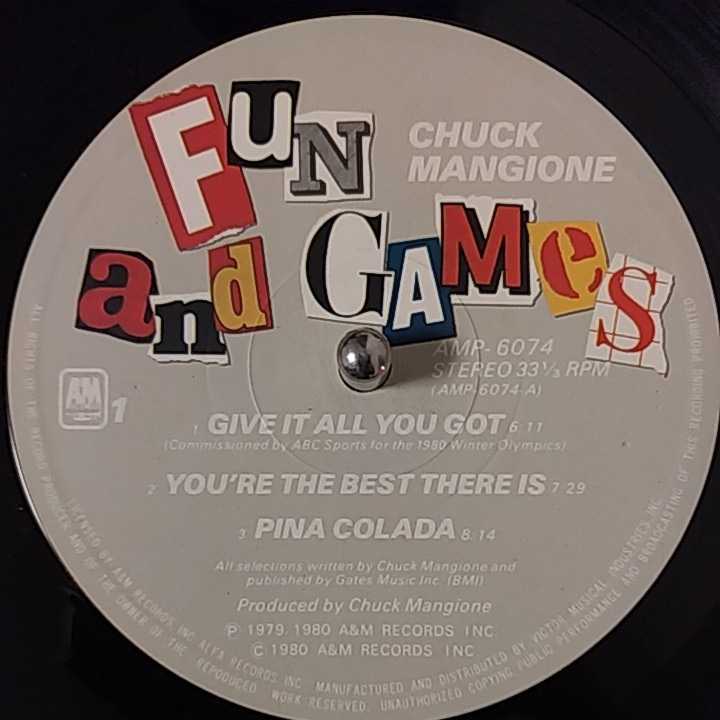 Fun
and GAMes
CHUCK
MANGIONE
AMP-6074
STEREO 33 1/3 RPM
(AMP-6074-A)
AM
1
1 GIVE IT ALL YOU GOT 6:11
(Commissioned by ABC Sports for the 1980 Winter Olympics)
2 YOU'RE THE BEST THERE IS 7:29
3 PINA COLADA 8:14
All selections written by Chuck Mangione and
published by Gates Music Inc. (BMI)
Produced by Chuck Mangione
Ⓟ 1979, 1980 A&M RECORDS INC
© 1980 A&M RECORDS INC.
ALL RIGHTS OF THE RECORD PRODUCER AND OF THE OWNER OF THE REPODUCED WORK RESERVED. UNAUTHORIZED COPYING PUBLIC PERFORMANCE AND BROADCASTING OF THIS RECORDING PROHIBITED
LICENSED BY A&M RECORDS, INC. ALFA RECORDS INC. MANUFACTURED AND DISTRIBUTED BY VICTOR MUSICAL INDUSTRIES, INC.